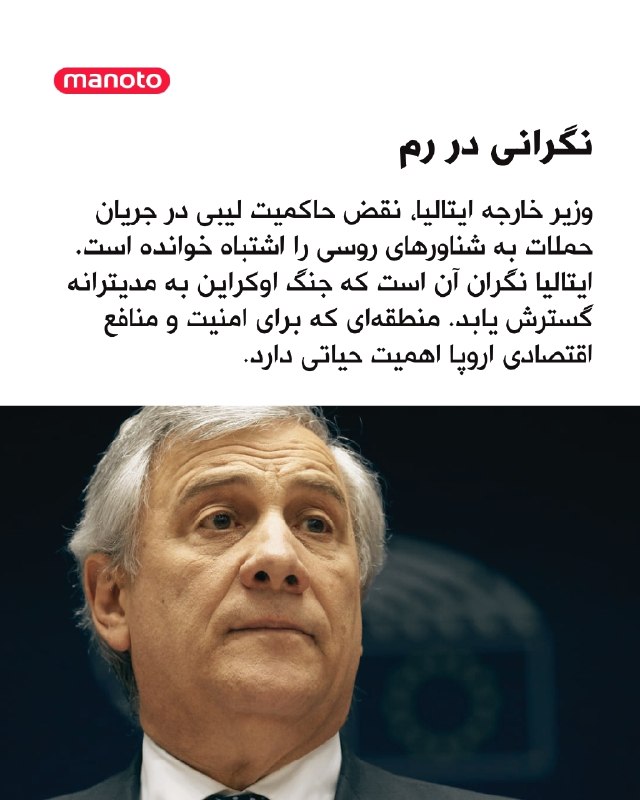 manoto
نگرانی در رم
وزیر خارجه ایتالیا، نقض حاکمیت لیبی در جریان
حملات به شناورهای روسی را اشتباه خوانده است.
ایتالیا نگران آن است که جنگ اوکراین به مدیترانه
گسترش یابد. منطقه‌ای که برای امنیت و منافع
اقتصادی اروپا اهمیت حیاتی دارد.